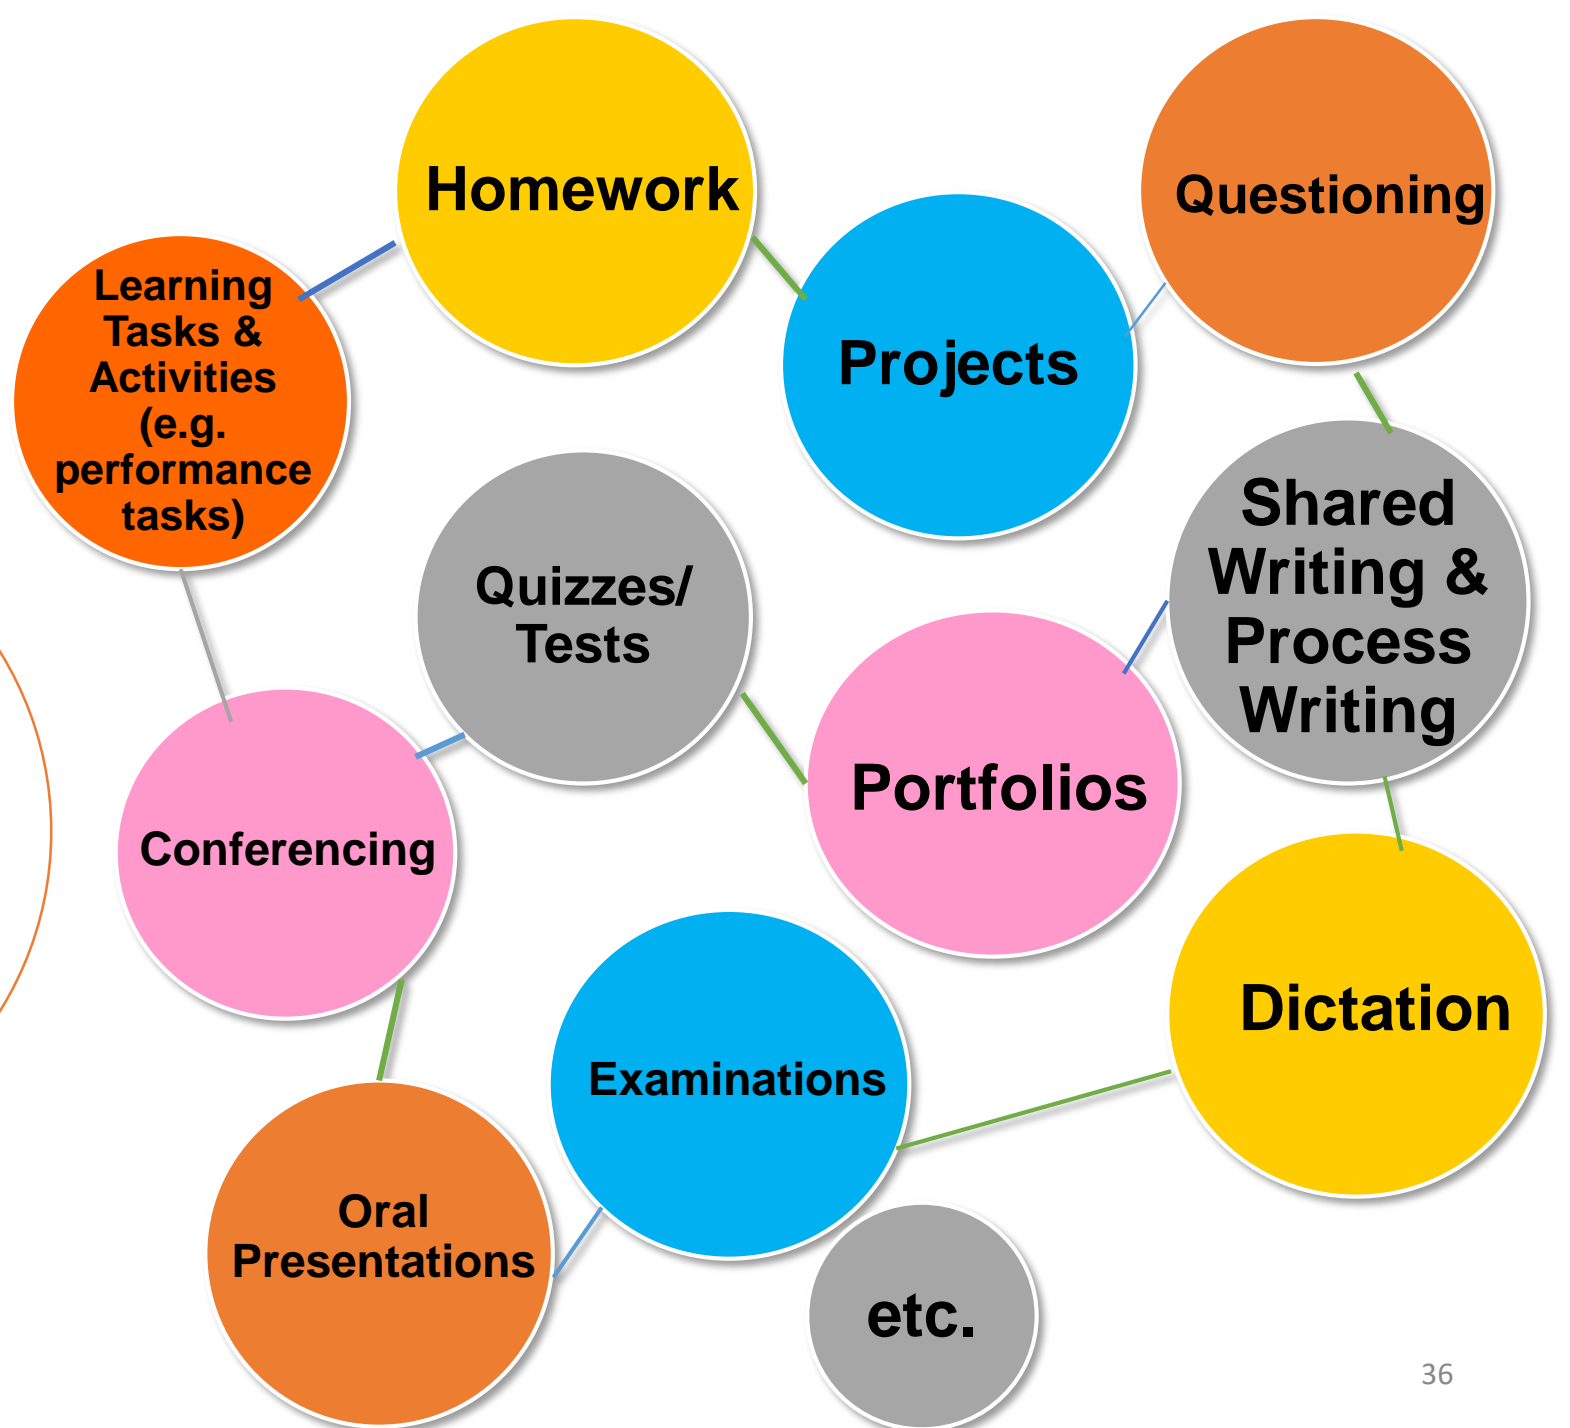 Homework
Questioning
Learning
Tasks &
Activities
(e.g.
performance
tasks)
Projects
Quizzes/
Tests
Shared
Writing &
Process
Writing
Portfolios
Conferencing
Dictation
Examinations
Oral
Presentations
etc.
36